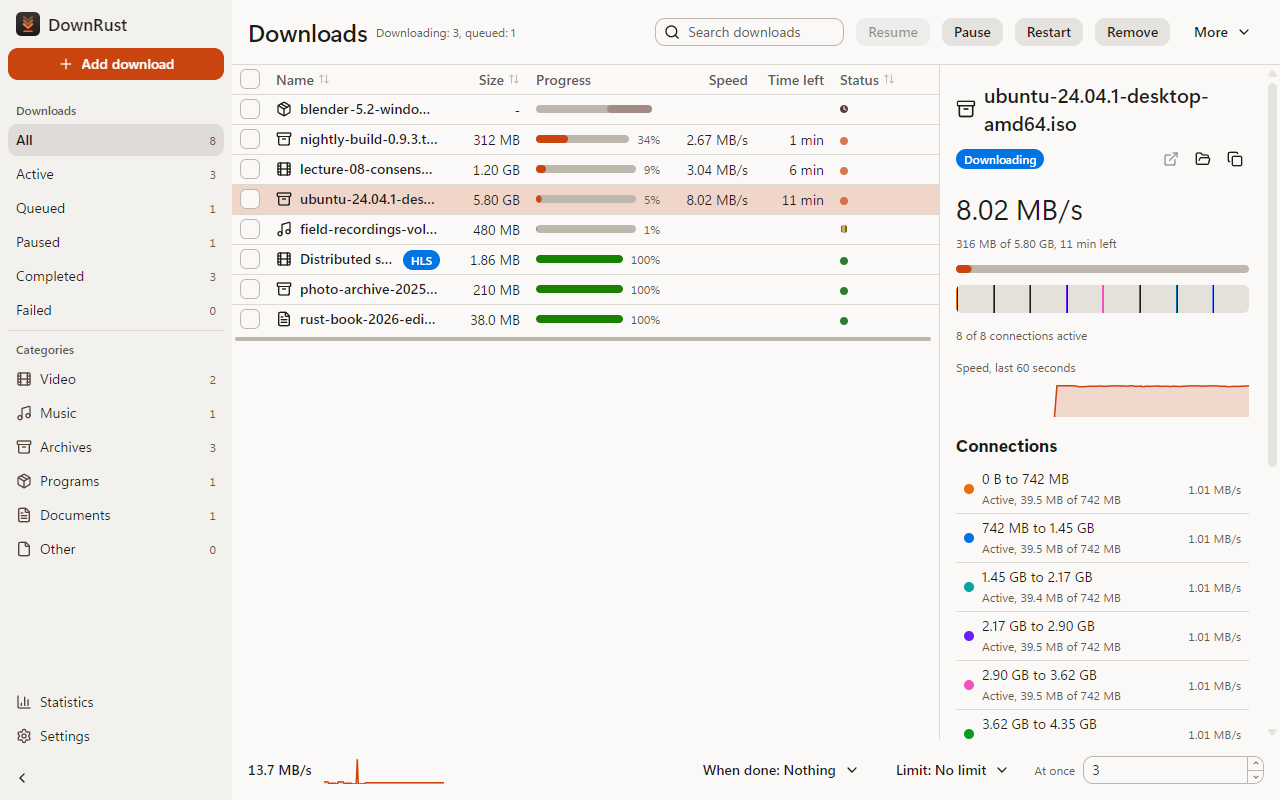 DownRust
Add download
Downloads
All 8
Active 3
Queued 1
Paused 1
Completed 3
Failed 0
Categories
Video 2
Music 1
Archives 3
Programs 1
Documents 1
Other 0
Statistics
Settings
Downloads Downloading: 3, queued: 1
Search downloads
Resume Pause Restart Remove More
Name Size Progress Speed Time left Status
blender-5.2-windo... -
nightly-build-0.9.3.t... 312 MB 34% 2.67 MB/s 1 min
lecture-08-consens... 1.20 GB 9% 3.04 MB/s 6 min
ubuntu-24.04.1-des... 5.80 GB 5% 8.02 MB/s 11 min
field-recordings-vol... 480 MB 1%
Distributed s... HLS 1.86 MB 100%
photo-archive-2025... 210 MB 100%
rust-book-2026-edi... 38.0 MB 100%
ubuntu-24.04.1-desktop-
amd64.iso
Downloading
8.02 MB/s
316 MB of 5.80 GB, 11 min left
8 of 8 connections active
Speed, last 60 seconds
Connections
0 B to 742 MB
Active, 39.5 MB of 742 MB 1.01 MB/s
742 MB to 1.45 GB
Active, 39.5 MB of 742 MB 1.01 MB/s
1.45 GB to 2.17 GB
Active, 39.4 MB of 742 MB 1.01 MB/s
2.17 GB to 2.90 GB
Active, 39.5 MB of 742 MB 1.01 MB/s
2.90 GB to 3.62 GB
Active, 39.5 MB of 742 MB 1.01 MB/s
3.62 GB to 4.35 GB
1.01 MB/s
13.7 MB/s
When done: Nothing
Limit: No limit
At once 3